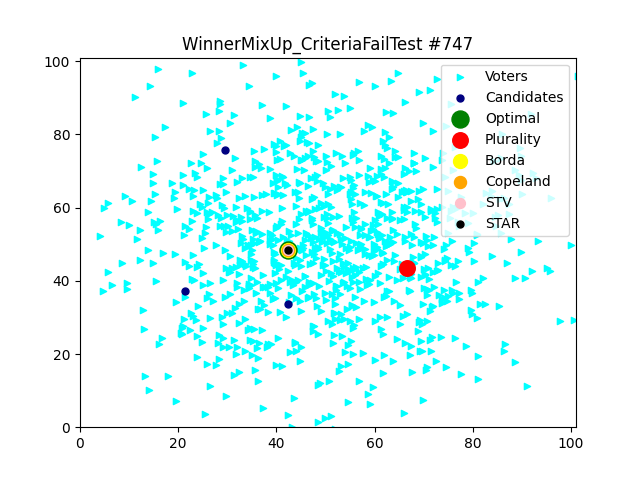 WinnerMixUp_CriteriaFailTest #747
100
80
60
40
20
0
0 20 40 60 80 100
Voters
Candidates
Optimal
Plurality
Borda
Copeland
STV
STAR